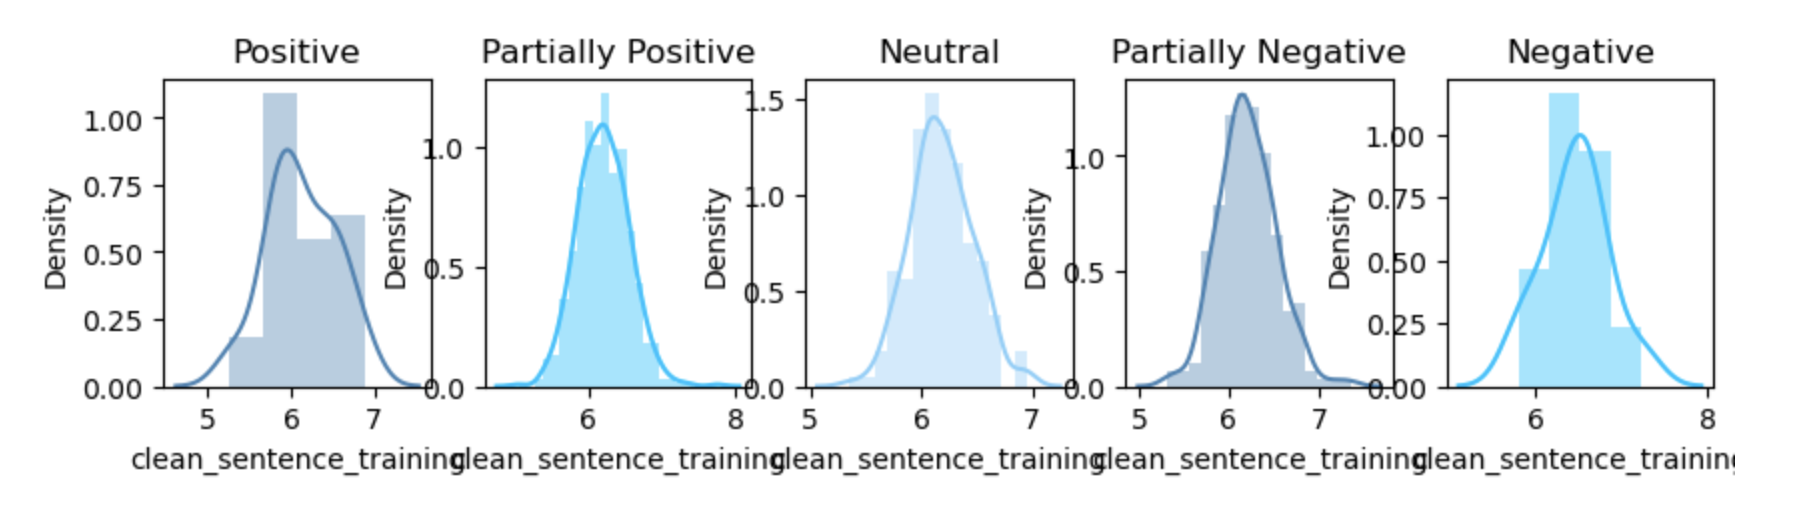 Positive
Partially Positive
Neutral
Partially Negative
Negative
Density
1.00
0.75
0.50
0.25
0.00
5 6 7
clean_sentence_training
Density
1.0
0.5
0.0
6 8
clean_sentence_training
Density
1.5
1.0
0.5
0.0
5 6 7
clean_sentence_training
Density
1.0
0.5
0.0
5 6 7
clean_sentence_training
Density
1.00
0.75
0.50
0.25
0.00
6 8
clean_sentence_training